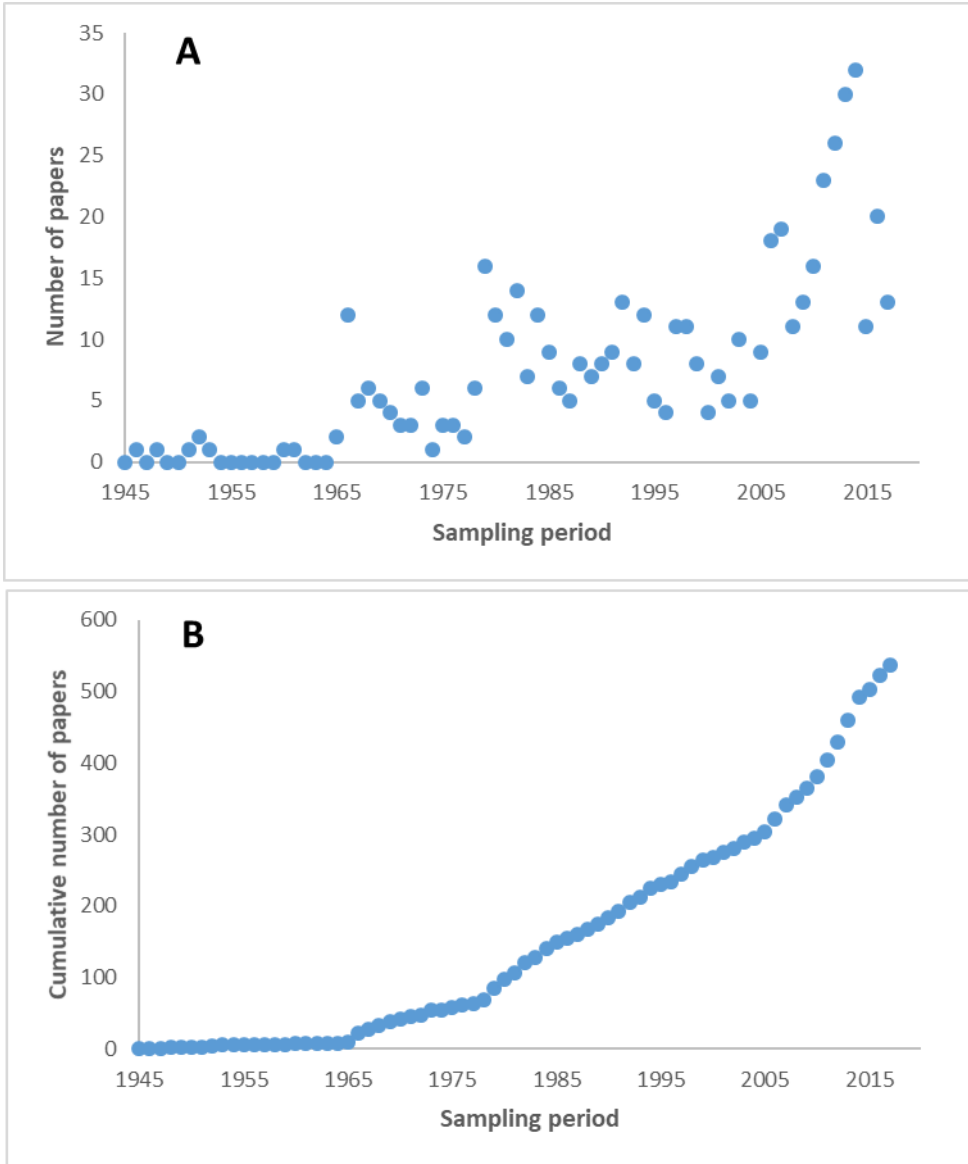 A
35
30
25
20
15
10
5
0
Number of papers
1945 1955 1965 1975 1985 1995 2005 2015
Sampling period
B
600
500
400
300
200
100
0
Cumulative number of papers
1945 1955 1965 1975 1985 1995 2005 2015
Sampling period